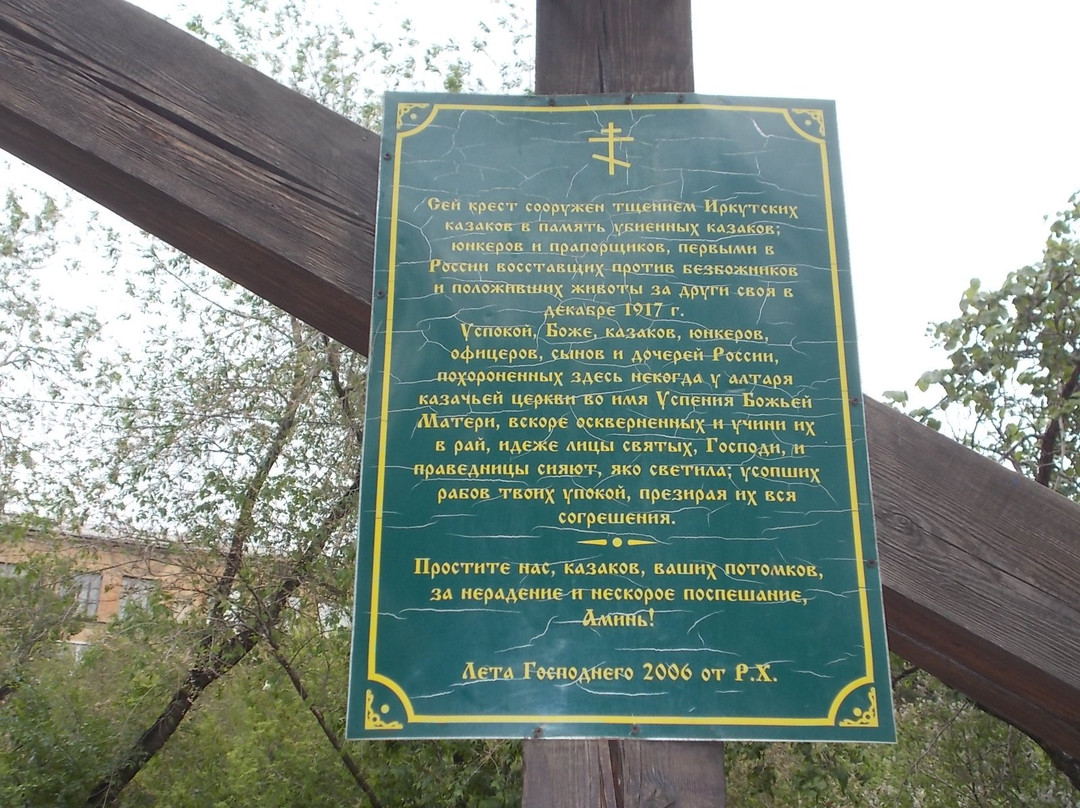 Сей крест сооружен тщением Иркутских
казаков в память убиенных казаков;
юнкеров и прапорщиков, первыми в
России восставщих против безбожников
и положивших животы за други своя в
декабре 1917 г.
Успокой, Боже, казаков, юнкеров,
офицеров, сынов и дочерей России,
похороненных здесь некогда у алтаря
казачьей церкви во имя Успения Божьей
Матери, вскоре оскверненных и учини их
в рай, идеже лицы святых, Господи, и
праведницы сияют, яко светила; усопших
рабов твоих упокой, презирая их вся
согрешения.
Простите нас, казаков, ваших потомков,
за нерадение и нескорое поспешание,
Аминь!
Лета Господнего 2006 от Р.Х.